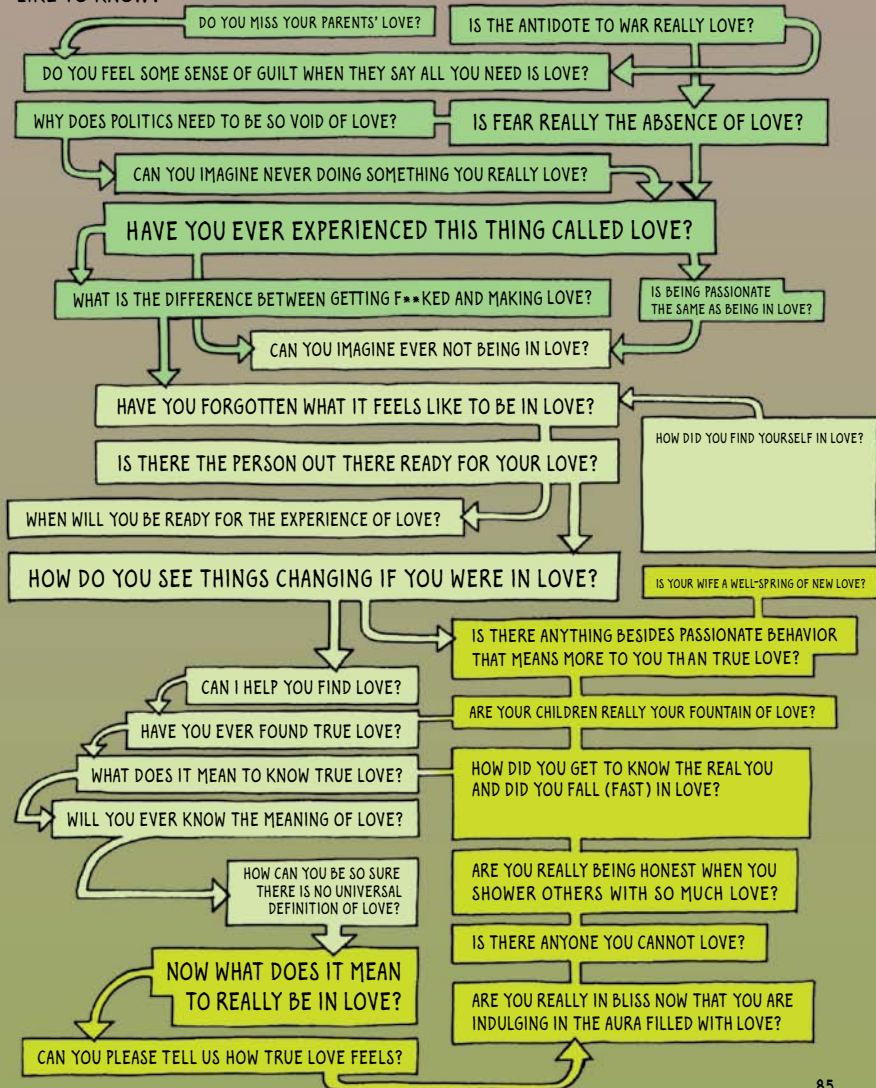 DO YOU MISS YOUR PARENTS' LOVE?
IS THE ANTIDOTE TO WAR REALLY LOVE?
DO YOU FEEL SOME SENSE OF GUILT WHEN THEY SAY ALL YOU NEED IS LOVE?
WHY DOES POLITICS NEED TO BE SO VOID OF LOVE?
IS FEAR REALLY THE ABSENCE OF LOVE?
CAN YOU IMAGINE NEVER DOING SOMETHING YOU REALLY LOVE?
HAVE YOU EVER EXPERIENCED THIS THING CALLED LOVE?
WHAT IS THE DIFFERENCE BETWEEN GETTING F**KED AND MAKING LOVE?
IS BEING PASSIONATE
THE SAME AS BEING IN LOVE?
CAN YOU IMAGINE EVER NOT BEING IN LOVE?
HAVE YOU FORGOTTEN WHAT IT FEELS LIKE TO BE IN LOVE?
HOW DID YOU FIND YOURSELF IN LOVE?
IS THERE THE PERSON OUT THERE READY FOR YOUR LOVE?
WHEN WILL YOU BE READY FOR THE EXPERIENCE OF LOVE?
HOW DO YOU SEE THINGS CHANGING IF YOU WERE IN LOVE?
IS YOUR WIFE A WELL-SPRING OF NEW LOVE?
IS THERE ANYTHING BESIDES PASSIONATE BEHAVIOR
THAT MEANS MORE TO YOU THAN TRUE LOVE?
CAN I HELP YOU FIND LOVE?
ARE YOUR CHILDREN REALLY YOUR FOUNTAIN OF LOVE?
HAVE YOU EVER FOUND TRUE LOVE?
WHAT DOES IT MEAN TO KNOW TRUE LOVE?
HOW DID YOU GET TO KNOW THE REAL YOU
AND DID YOU FALL (FAST) IN LOVE?
WILL YOU EVER KNOW THE MEANING OF LOVE?
HOW CAN YOU BE SO SURE
THERE IS NO UNIVERSAL
DEFINITION OF LOVE?
ARE YOU REALLY BEING HONEST WHEN YOU
SHOWER OTHERS WITH SO MUCH LOVE?
IS THERE ANYONE YOU CANNOT LOVE?
NOW WHAT DOES IT MEAN
TO REALLY BE IN LOVE?
ARE YOU REALLY IN BLISS NOW THAT YOU ARE
INDULGING IN THE AURA FILLED WITH LOVE?
CAN YOU PLEASE TELL US HOW TRUE LOVE FEELS?
85